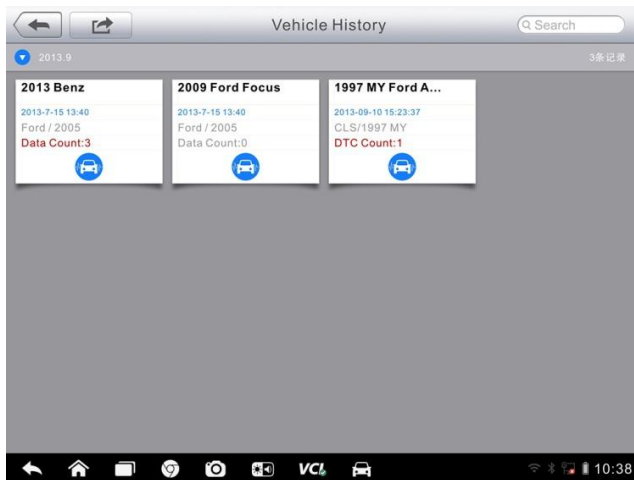 Vehicle History
Search
2013.9
3条记录
2013 Benz
2013-7-15 13:40
Ford / 2005
Data Count:3
2009 Ford Focus
2013-7-15 13:40
Ford / 2005
Data Count:0
1997 MY Ford A...
2013-09-10 15:23:37
CLS/1997 MY
DTC Count:1
VCI
10:38